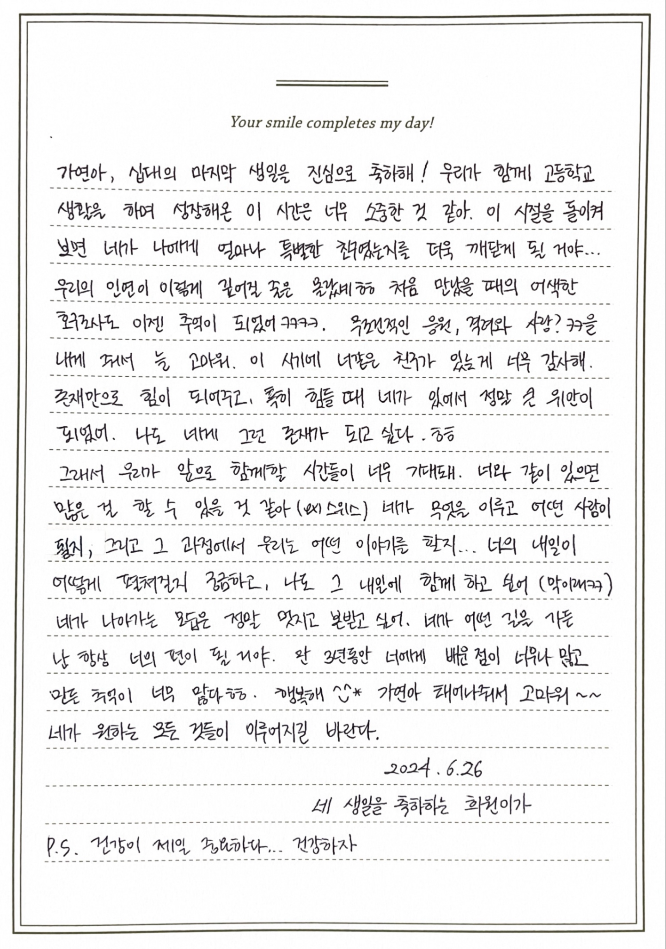 Your smile completes my day!
가연아, 십대의 마지막 생일을 진심으로 축하해! 우리가 함께 고등학교
생활을 하며 성장해온 이 시간은 너무 소중한 것 같아. 이 시절을 돌이켜
보면 네가 나에게 얼마나 특별한 친구였는지를 더욱 깨닫게 될 거야...
우리의 인연이 이렇게 길어질 줄은 몰랐네ㅎㅎ 처음 만났을 때의 어색한
호구조사도 이젠 추억이 되었어ㅋㅋㅋㅋ. 무조건적인 응원, 격려와 사랑?ㅋㅋ을
내게 줘서 늘 고마워. 이 시기에 너같은 친구가 있는게 너무 감사해.
존재만으로 힘이 되어주고, 특히 힘들 때 네가 있어서 정말 큰 위안이
되었어. 나도 네게 그런 존재가 되고 싶다.ㅎㅎ
그래서 우리가 앞으로 함께할 시간들이 너무 기대돼. 너와 같이 있으면
많은 걸 할 수 있을 것 같아(ex스위스) 네가 무엇을 이루고 어떤 사람이
될지, 그리고 그 과정에서 우리는 어떤 이야기를 할지... 너의 내일이
어떻게 펼쳐질지 궁금하고, 나도 그 내일에 함께 하고 싶어 (막이래ㅋㅋ)
네가 나아가는 모습은 정말 멋지고 본받고 싶어. 네가 어떤 길을 가든
난 항상 너의 편이 될 거야. 딱 3년동안 너에게 배운 점이 너무나 많고
만든 추억이 너무 많다ㅎㅎ. 행복해 ^^* 가연아 태어나줘서 고마워~~
네가 원하는 모든 것들이 이루어지길 바란다.
2024.6.26
네 생일을 축하하는 희원이가
P.S. 건강이 제일 중요하다... 건강하자